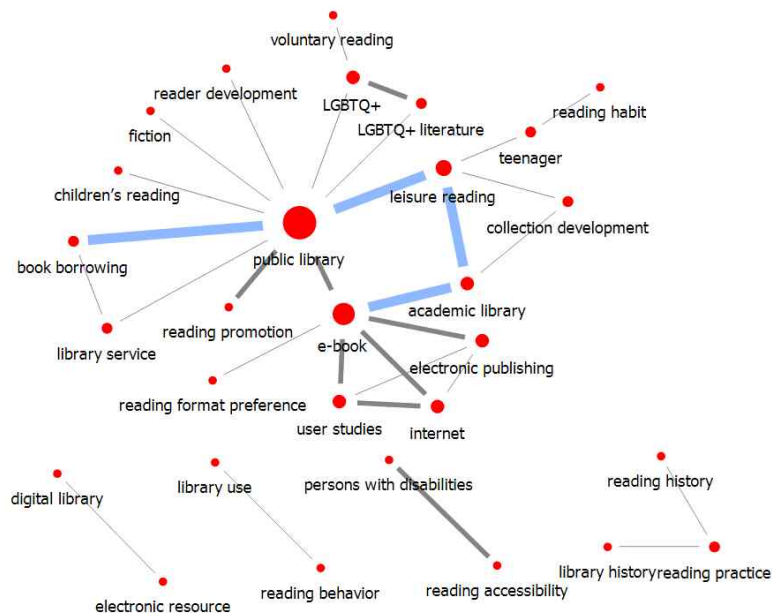 voluntary reading
reader development
LGBTQ+
reading habit
LGBTQ+ literature
fiction
teenager
children’s reading
leisure reading
collection development
public library
book borrowing
academic library
reading promotion
e-book
library service
electronic publishing
reading format preference
user studies
internet
reading history
persons with disabilities
library use
digital library
library history
reading practice
reading behavior
reading accessibility
electronic resource